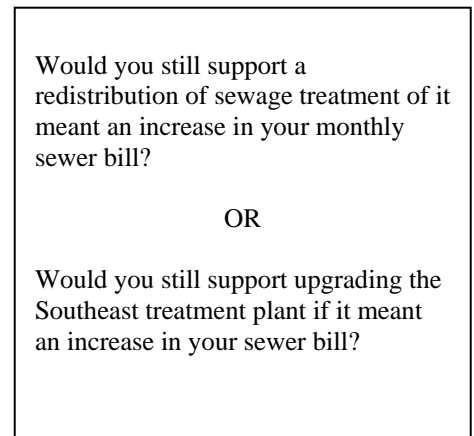 Would you still support a
redistribution of sewage treatment of it
meant an increase in your monthly
sewer bill?
OR
Would you still support upgrading the
Southeast treatment plant if it meant
an increase in your sewer bill?